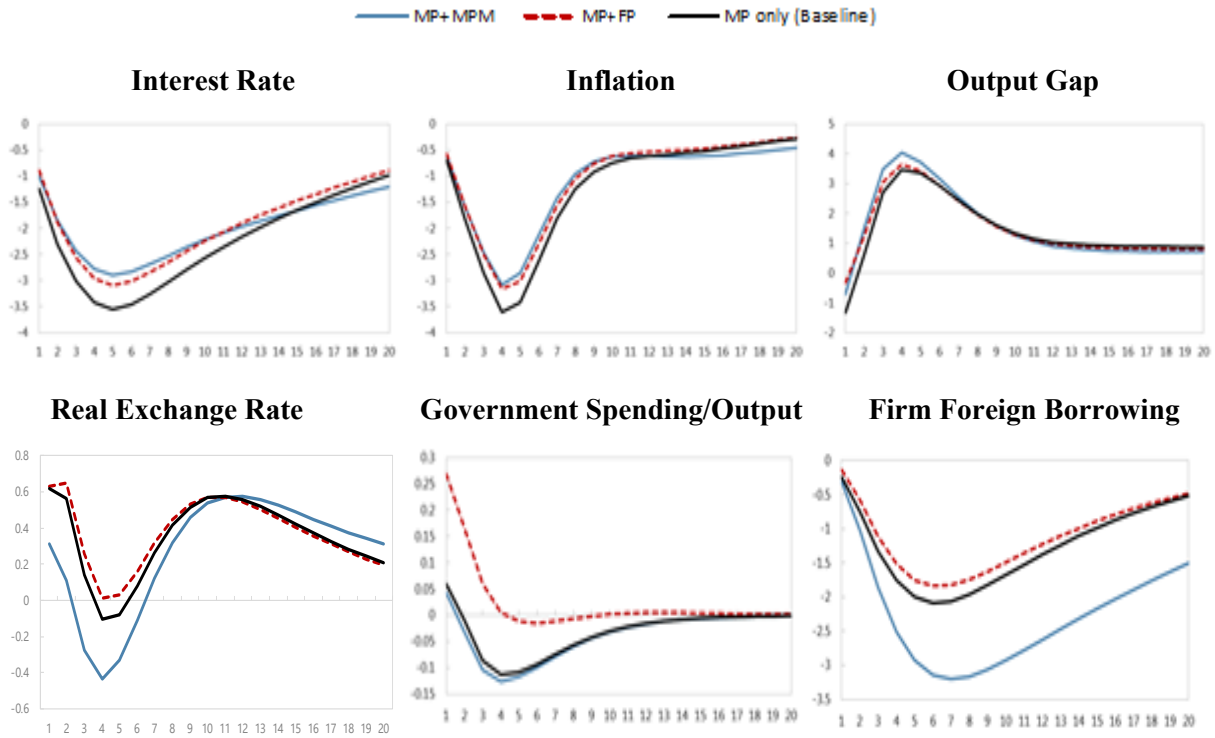 MP+MPM MP+FP MP only (Baseline)
Interest Rate Inflation Output Gap
0 0 5
-0.5 -0.5 4
-1 -1 3
-1.5 -1.5 2
-2 -2 1
-2.5 -2.5 0
-3 -3 -1
-3.5 -3.5 -2
-4 -4
1 2 3 4 5 6 7 8 9 10 11 12 13 14 15 16 17 18 19 20
1 2 3 4 5 6 7 8 9 10 11 12 13 14 15 16 17 18 19 20
1 2 3 4 5 6 7 8 9 10 11 12 13 14 15 16 17 18 19 20
Real Exchange Rate Government Spending/Output Firm Foreign Borrowing
0.8 0.3 0
0.6 0.25 -0.5
0.4 0.2 -1
0.2 0.15 -1.5
0 0.1 -2
-0.2 0.05 -2.5
-0.4 0 -3
-0.6 -0.05 -3.5
-0.1
-0.15
1 2 3 4 5 6 7 8 9 10 11 12 13 14 15 16 17 18 19 20
1 2 3 4 5 6 7 8 9 10 11 12 13 14 15 16 17 18 19 20
1 2 3 4 5 6 7 8 9 10 11 12 13 14 15 16 17 18 19 20